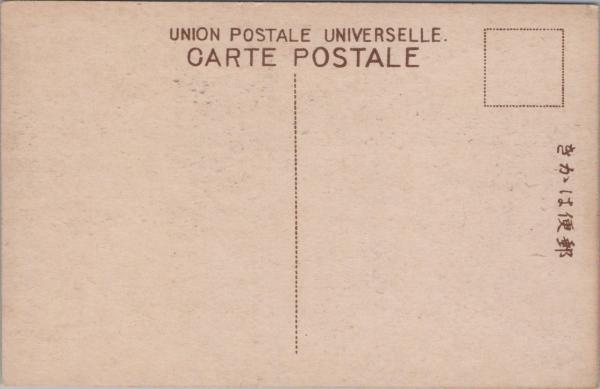 UNION POSTALE UNIVERSELLE.
CARTE POSTALE
きかは便郵